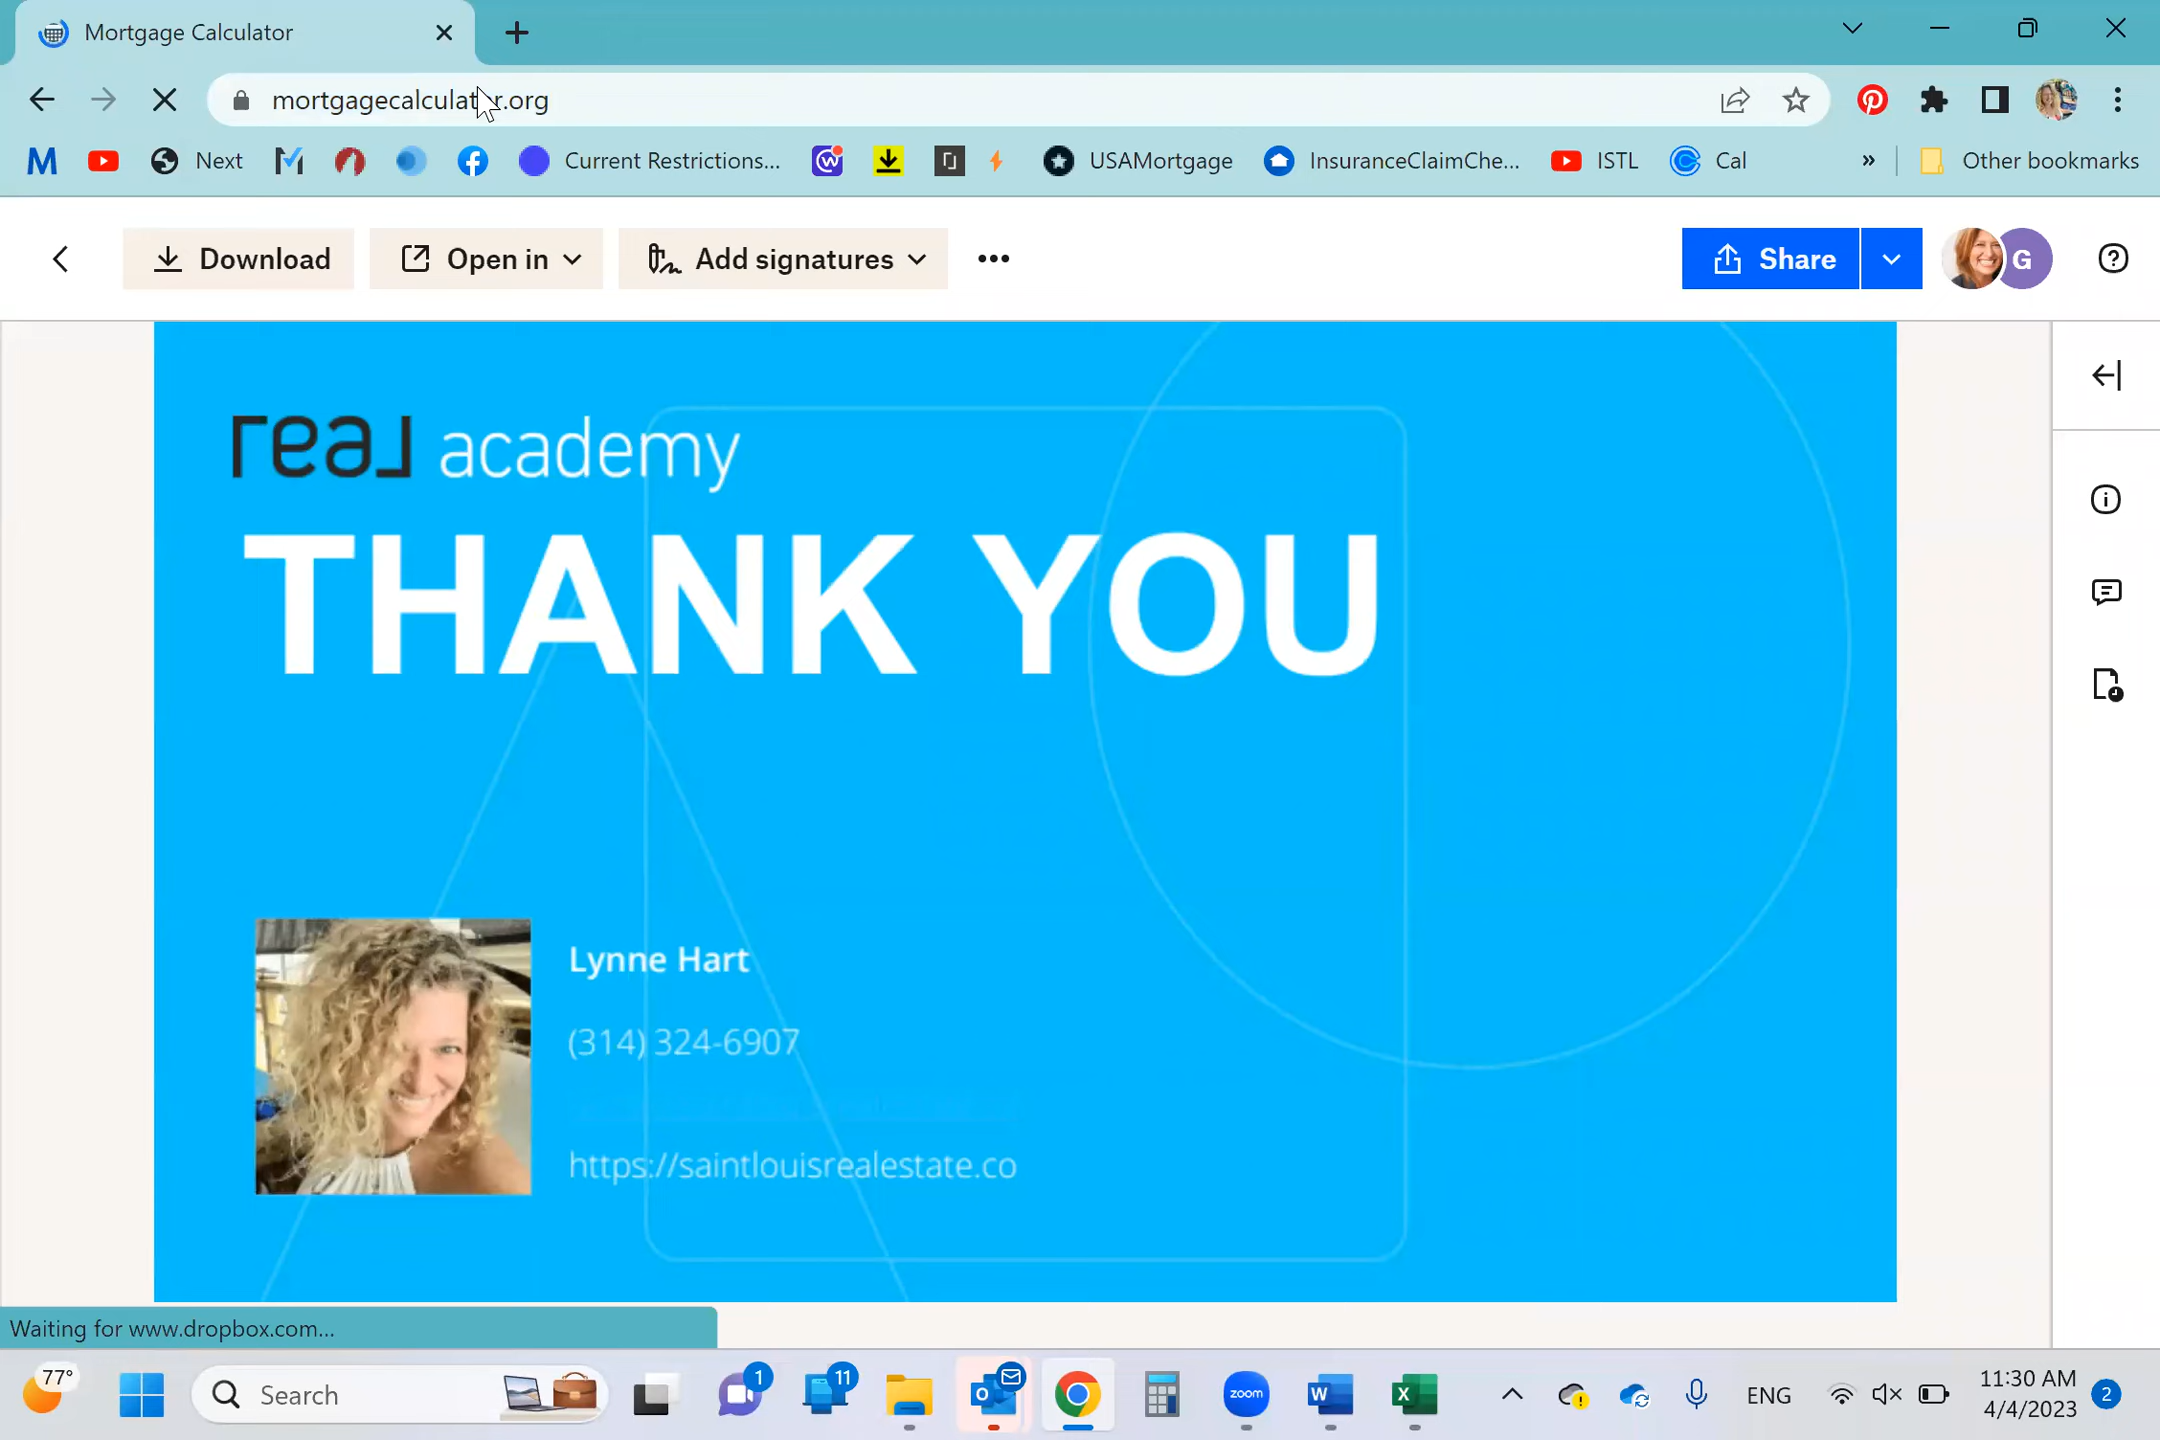 Mortgage Calculator
mortgagecalculator.org
Next
Current Restrictions...
USAMortgage
InsuranceClaimChe...
ISTL
Cal
»
Other bookmarks
Download
Open in
Add signatures
Share
G
real academy
THANK YOU
Lynne Hart
(314) 324-6907
https://saintlouisrealestate.co
Waiting for www.dropbox.com...
77°
Search
1
11
zoom
ENG
11:30 AM
4/4/2023
2